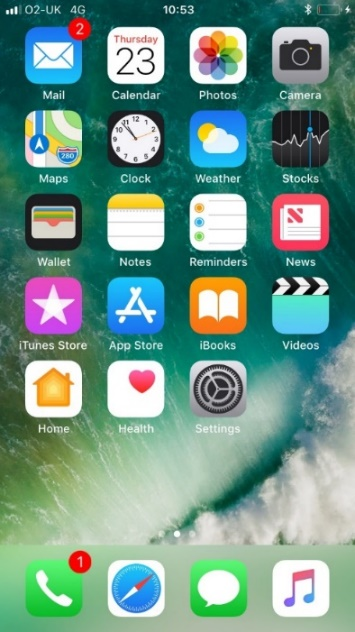 O2-UK 4G 10:53
2
Thursday
23
Mail Calendar Photos Camera
280
Maps Clock Weather Stocks
Wallet Notes Reminders News
iTunes Store App Store iBooks Videos
Home Health Settings
1